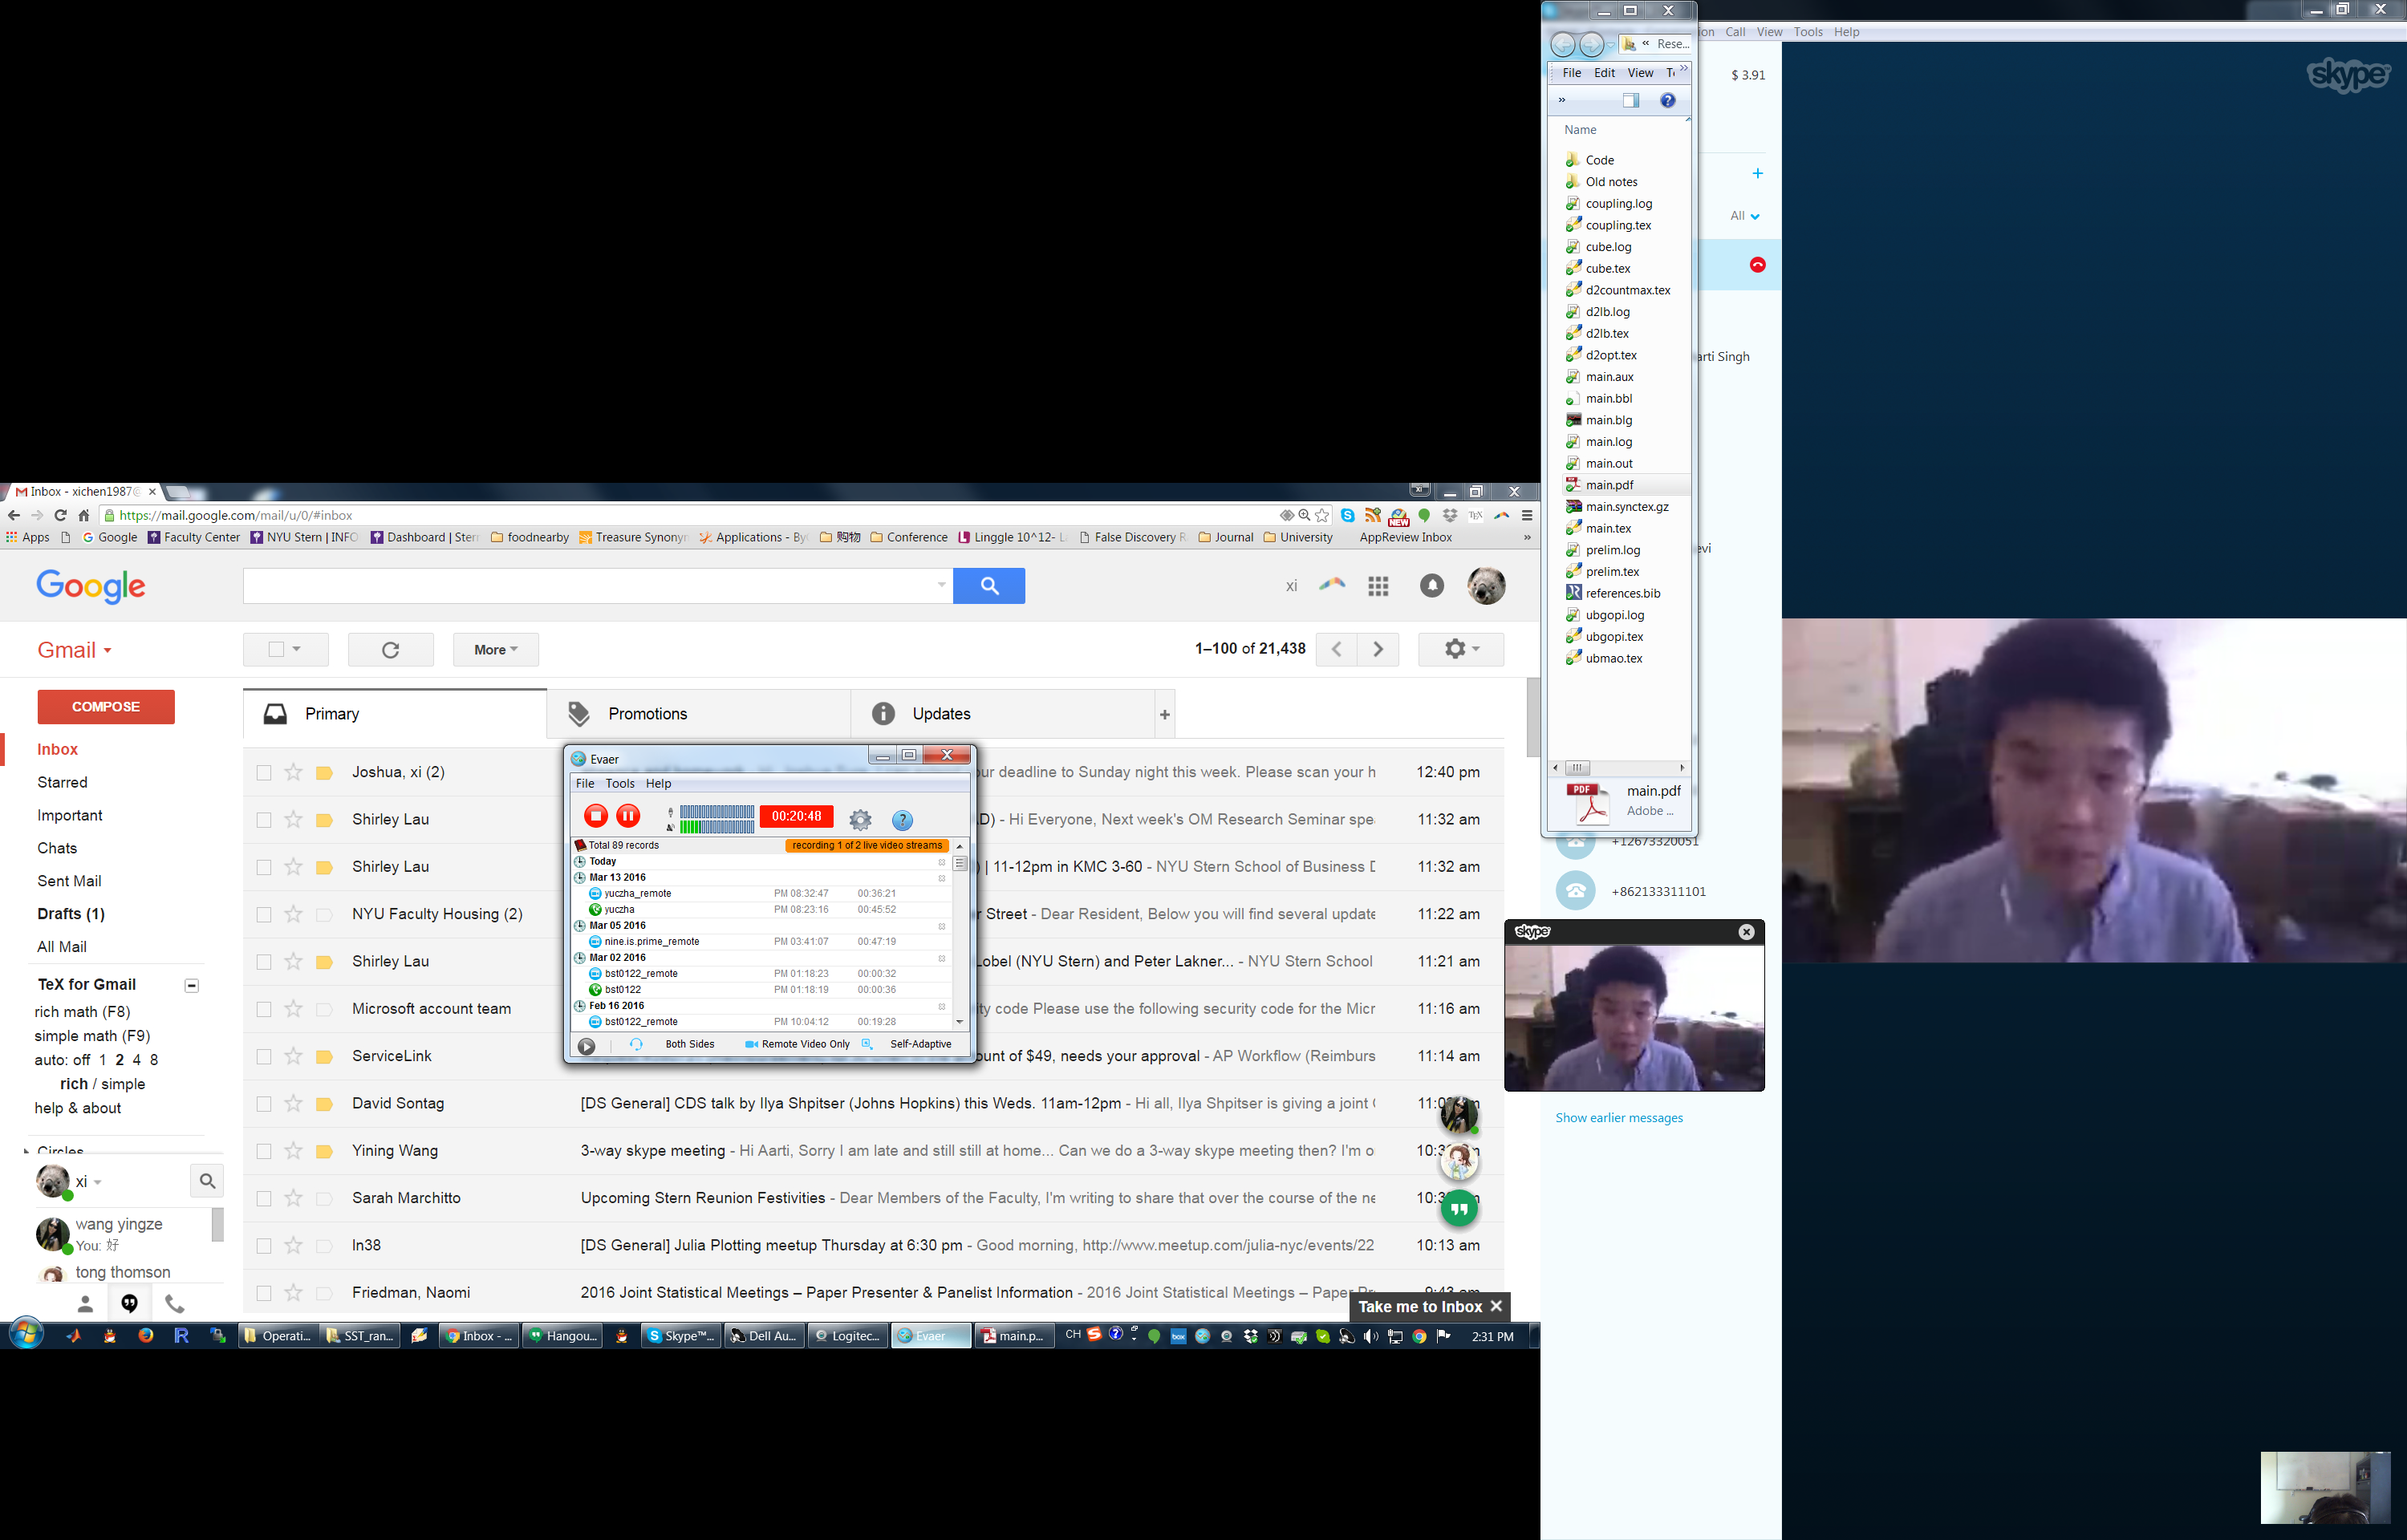 Inbox - xichen1987@
https://mail.google.com/mail/u/0/#inbox
Apps Google Faculty Center NYU Stern | INFO Dashboard | Stern foodnearby Treasure Synonym Applications - By 购物 Conference Linggle 10^12- False Discovery R Journal University AppReview Inbox »
NEW
TEX
Google
xi
Gmail
More
1–100 of 21,438
COMPOSE
Primary
Promotions
Updates
Inbox
Starred
Important
Chats
Sent Mail
Drafts (1)
All Mail
TeX for Gmail
rich math (F8)
simple math (F9)
auto: off 1 2 4 8
rich / simple
help & about
Circles
xi
wang yingze
You: 好
tong thomson
Joshua, xi (2) our deadline to Sunday night this week. Please scan your h 12:40 pm
Shirley Lau D) - Hi Everyone, Next week's OM Research Seminar spe 11:32 am
Shirley Lau ) | 11-12pm in KMC 3-60 - NYU Stern School of Business D 11:32 am
NYU Faculty Housing (2) r Street - Dear Resident, Below you will find several update 11:22 am
Shirley Lau Lobel (NYU Stern) and Peter Lakner... - NYU Stern School 11:21 am
Microsoft account team ty code Please use the following security code for the Micr 11:16 am
ServiceLink ount of $49, needs your approval - AP Workflow (Reimburs 11:14 am
David Sontag [DS General] CDS talk by Ilya Shpitser (Johns Hopkins) this Weds. 11am-12pm - Hi all, Ilya Shpitser is giving a joint 11:0
Yining Wang 3-way skype meeting - Hi Aarti, Sorry I am late and still still at home... Can we do a 3-way skype meeting then? I'm o 10:3
Sarah Marchitto Upcoming Stern Reunion Festivities - Dear Members of the Faculty, I'm writing to share that over the course of the ne 10:3
In38 [DS General] Julia Plotting meetup Thursday at 6:30 pm - Good morning, http://www.meetup.com/julia-nyc/events/22 10:13 am
Friedman, Naomi 2016 Joint Statistical Meetings – Paper Presenter & Panelist Information - 2016 Joint Statistical Meetings – Paper Pr 9:43 am
Take me to Inbox
Evaer
File Tools Help
00:20:48
Total 89 records recording 1 of 2 live video streams
Today
Mar 13 2016
yuczha_remote PM 08:32:47 00:36:21
yuczha PM 08:23:16 00:45:52
Mar 05 2016
nine.is.prime_remote PM 03:41:07 00:47:19
Mar 02 2016
bst0122_remote PM 01:18:23 00:00:32
bst0122 PM 01:18:19 00:00:36
Feb 16 2016
bst0122_remote PM 10:04:12 00:19:28
Both Sides Remote Video Only Self-Adaptive
Operati... SST_ran... Inbox - ... Hangou... Skype™... Dell Au... Logitec... Evaer main.p... CH box 2:31 PM
« Rese...
File Edit View T
»
Name
Code
Old notes
coupling.log
coupling.tex
cube.log
cube.tex
d2countmax.tex
d2lb.log
d2lb.tex
d2opt.tex
main.aux
main.bbl
main.blg
main.log
main.out
main.pdf
main.synctex.gz
main.tex
prelim.log
prelim.tex
references.bib
ubgopi.log
ubgopi.tex
ubmao.tex
PDF
main.pdf
Adobe ...
ion Call View Tools Help
$ 3.91
All
arti Singh
evi
+12673320051
+862133311101
skype
Show earlier messages
skype